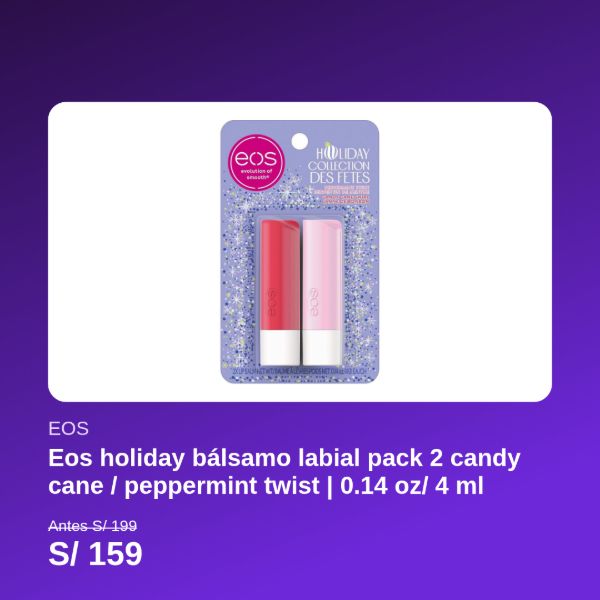 eos
evolution of
smooth®
HOLIDAY
COLLECTION
DES FÊTES
eos
eos
EOS
Eos holiday bálsamo labial pack 2 candy
cane / peppermint twist | 0.14 oz/ 4 ml
Antes S/ 199
S/ 159